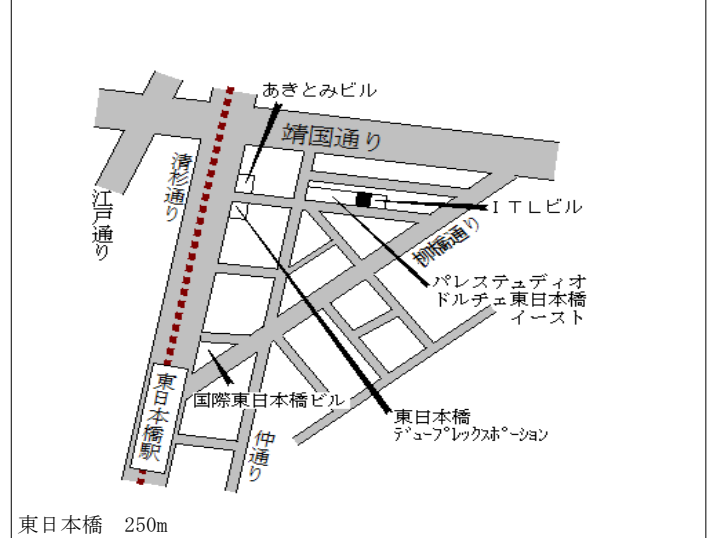 あきとみビル
靖国通り
清杉通り
江戸通り
ＩＴＬビル
柳橋通り
パレステュディオ
ドルチェ東日本橋
イースト
国際東日本橋ビル
東日本橋
ﾃﾞｭｰﾌﾟﾚｯｸｽﾎﾟｰｼｮﾝ
東日本橋駅
仲通り
東日本橋　250m